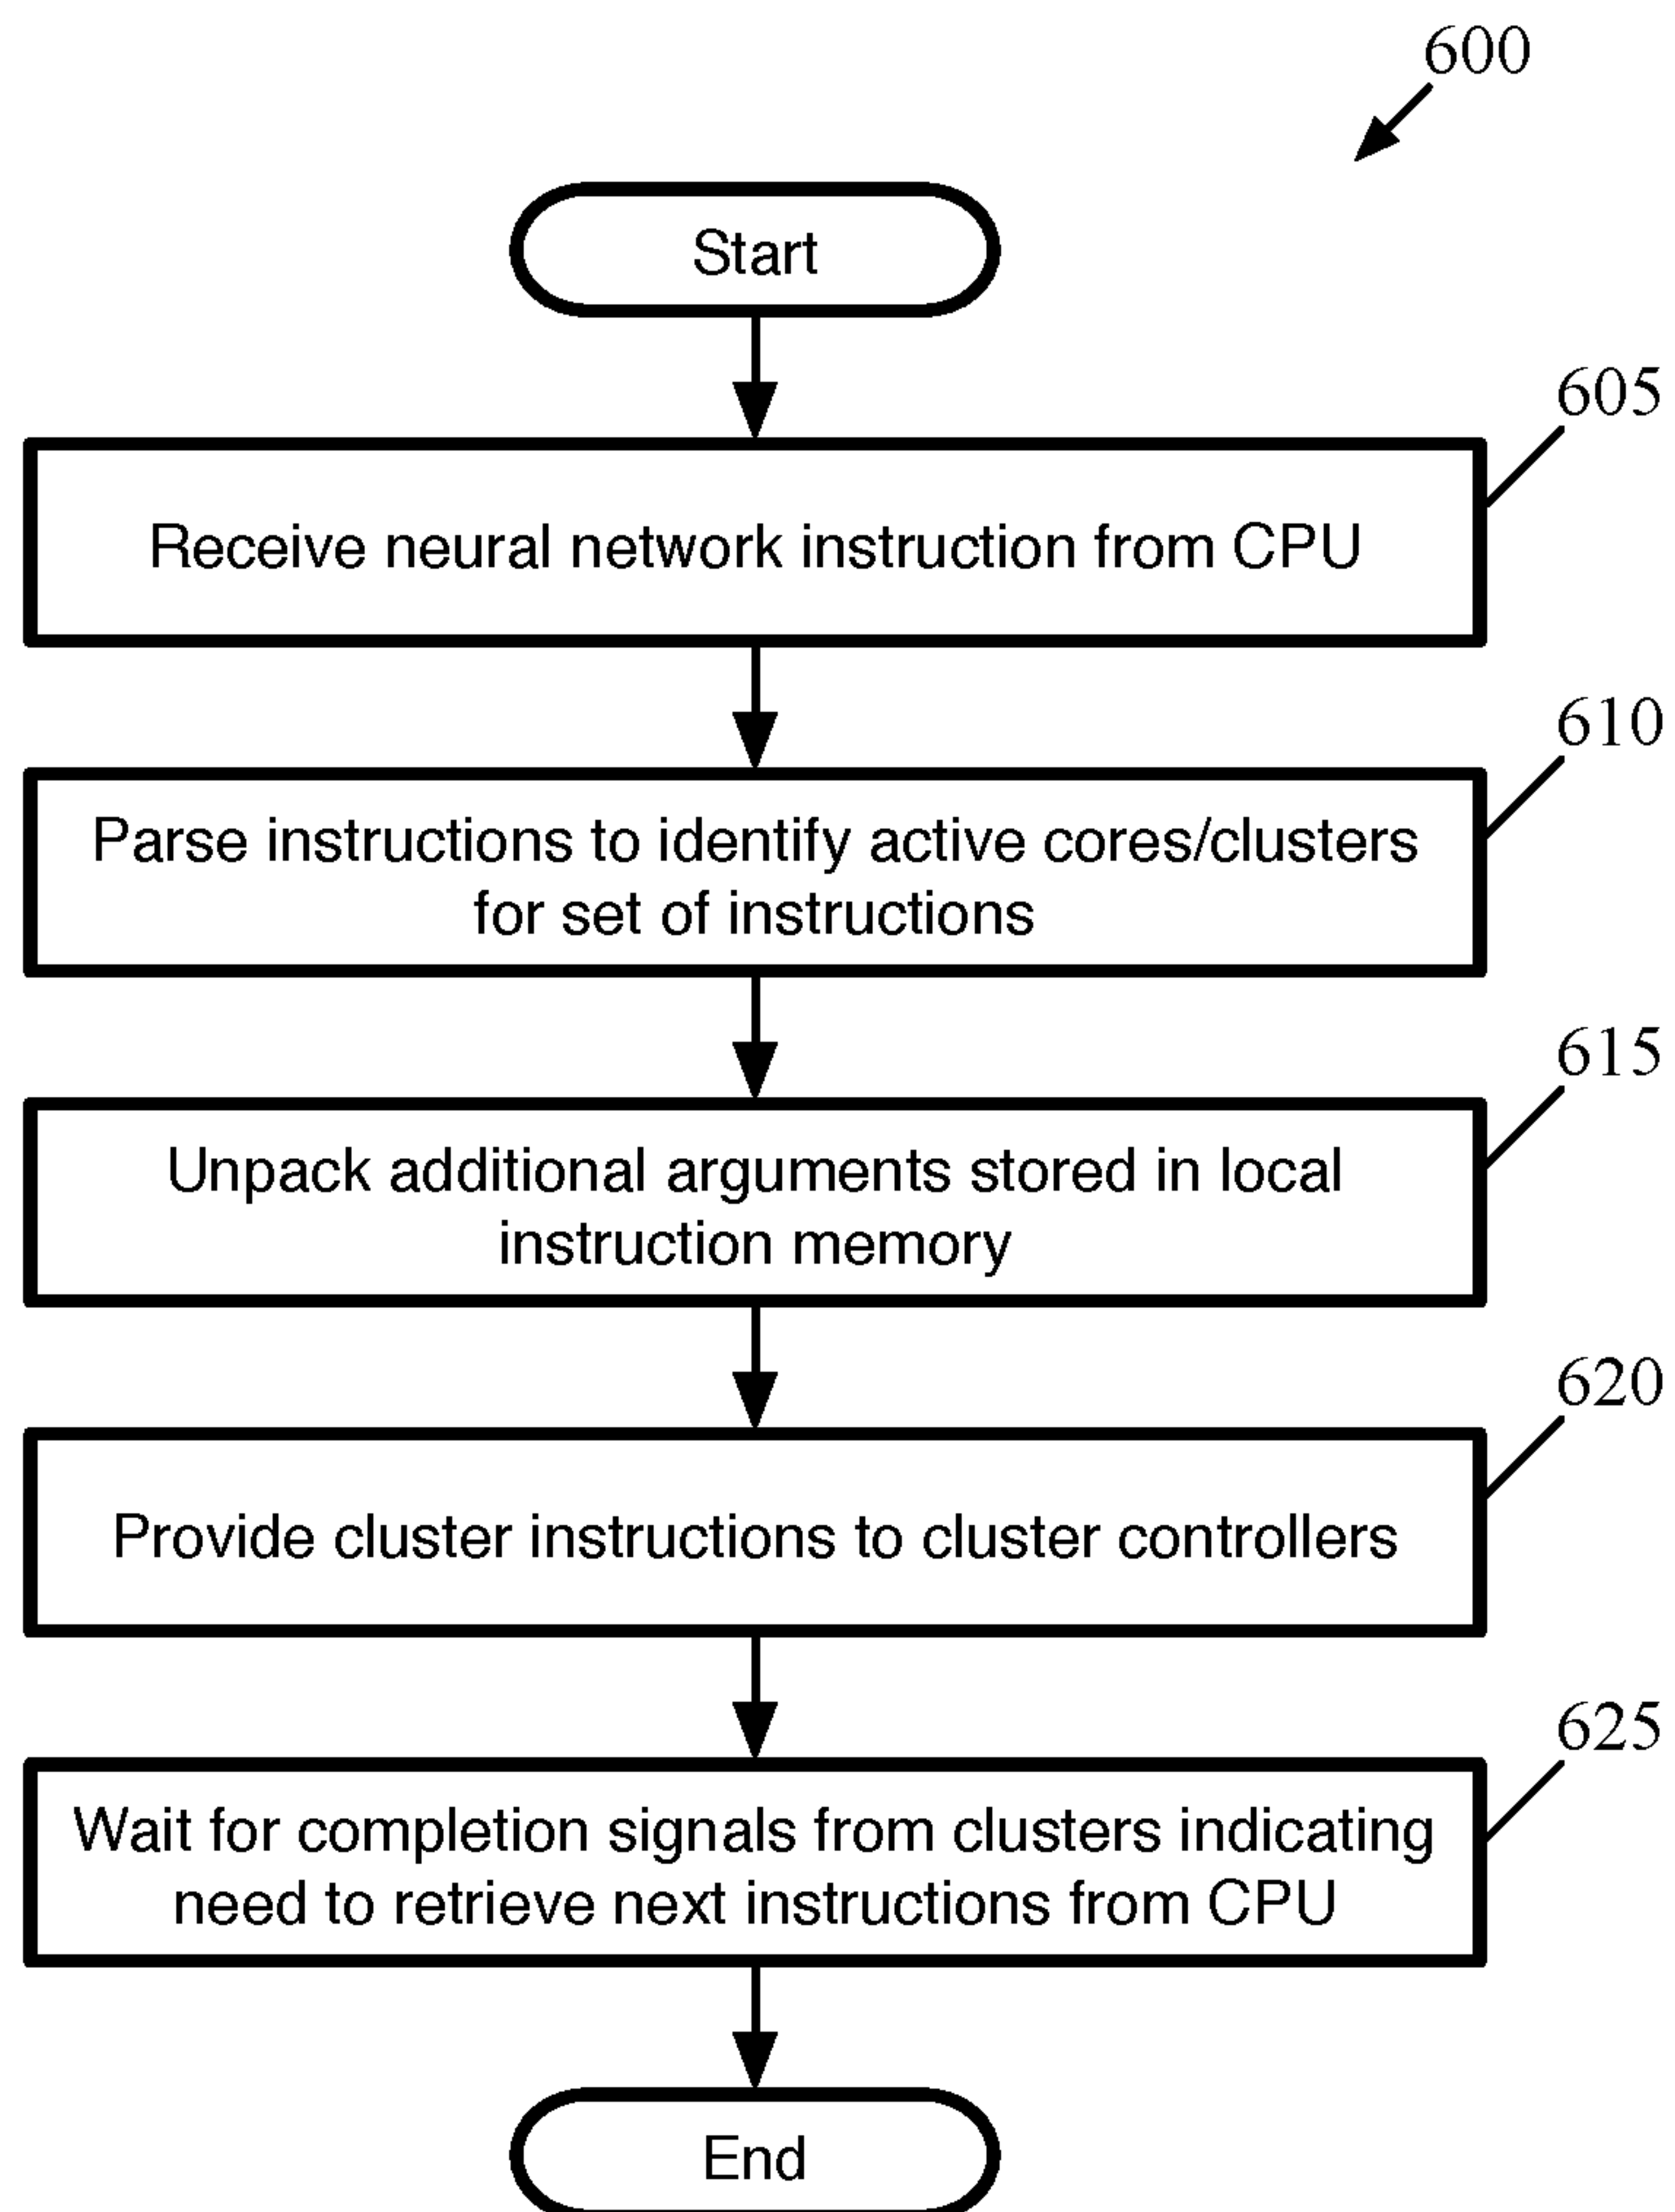 600
Start
605
Receive neural network instruction from CPU
610
Parse instructions to identify active cores/clusters
for set of instructions
615
Unpack additional arguments stored in local
instruction memory
620
Provide cluster instructions to cluster controllers
625
Wait for completion signals from clusters indicating
need to retrieve next instructions from CPU
End